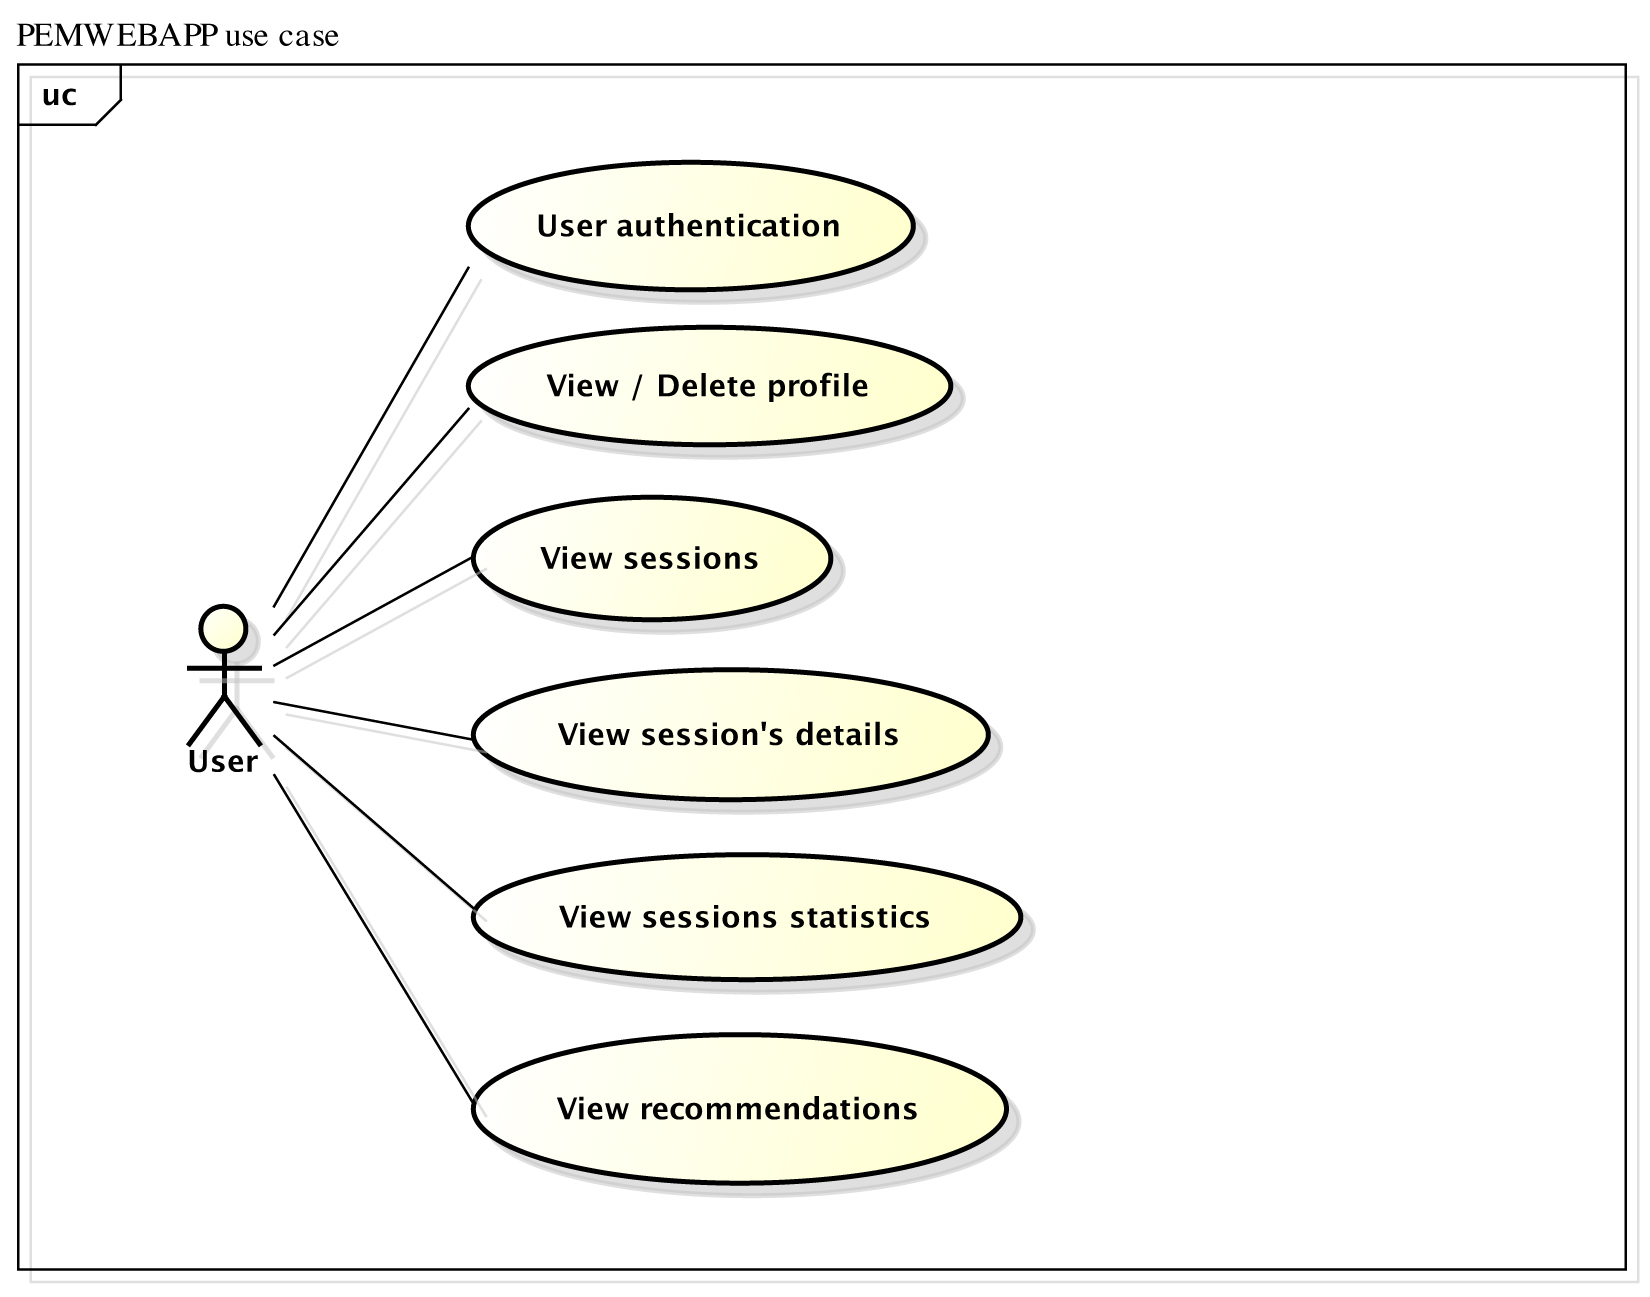 PEMWEBAPP use case
uc
User authentication
View / Delete profile
View sessions
View session's details
User
View sessions statistics
View recommendations